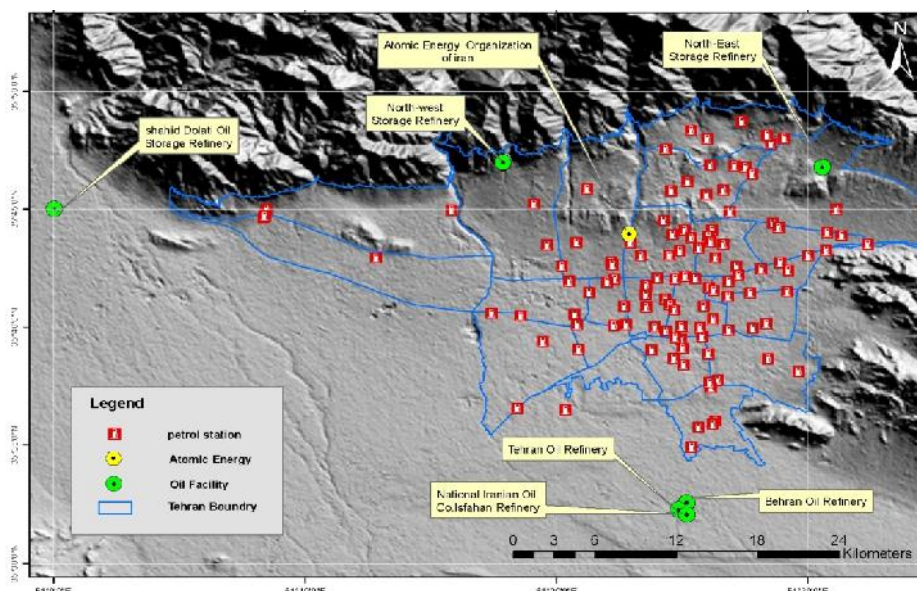 N
Atomic Energy Organization
of iran
North-East
Storage Refinery
North-west
Storage Refinery
shahid Dolati Oil
Storage Refinery
Legend
petrol station
Atomic Energy
Oil Facility
Tehran Boundry
Tehran Oil Refinery
National Iranian Oil
Co.Isfahan Refinery
Behran Oil Refinery
0 3 6 12 18 24
Kilometers